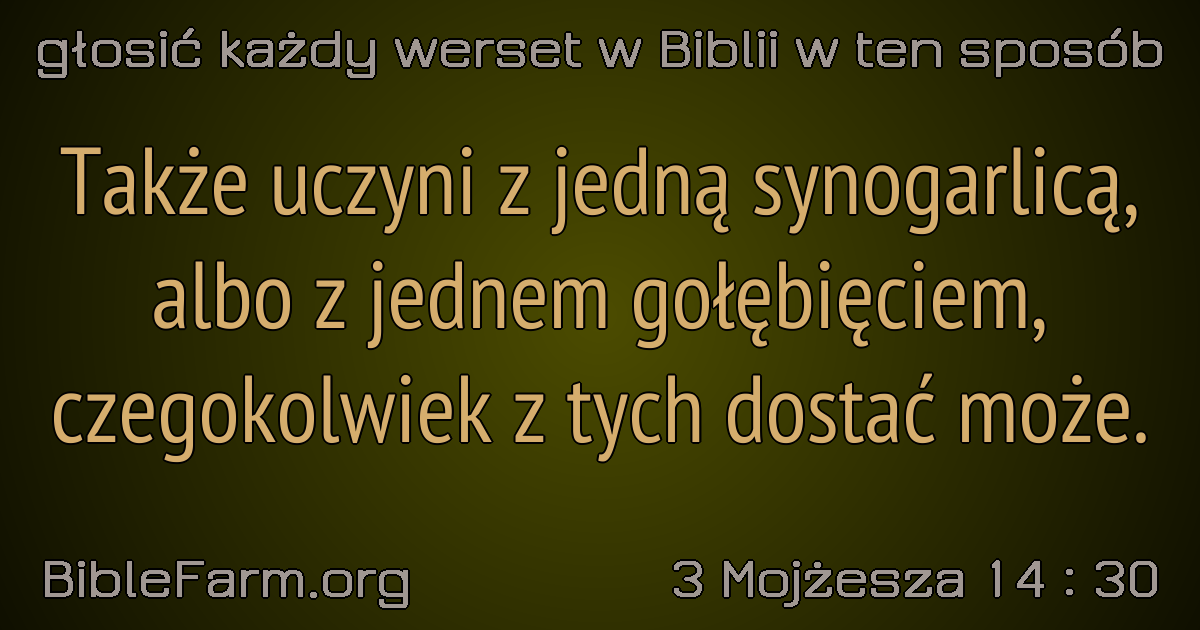 głosić każdy werset w Biblii w ten sposób
Także uczyni z jedną synogarlicą,
albo z jednem gołębięciem,
czegokolwiek z tych dostać może.
BibleFarm.org
3 Mojżesza 14 : 30